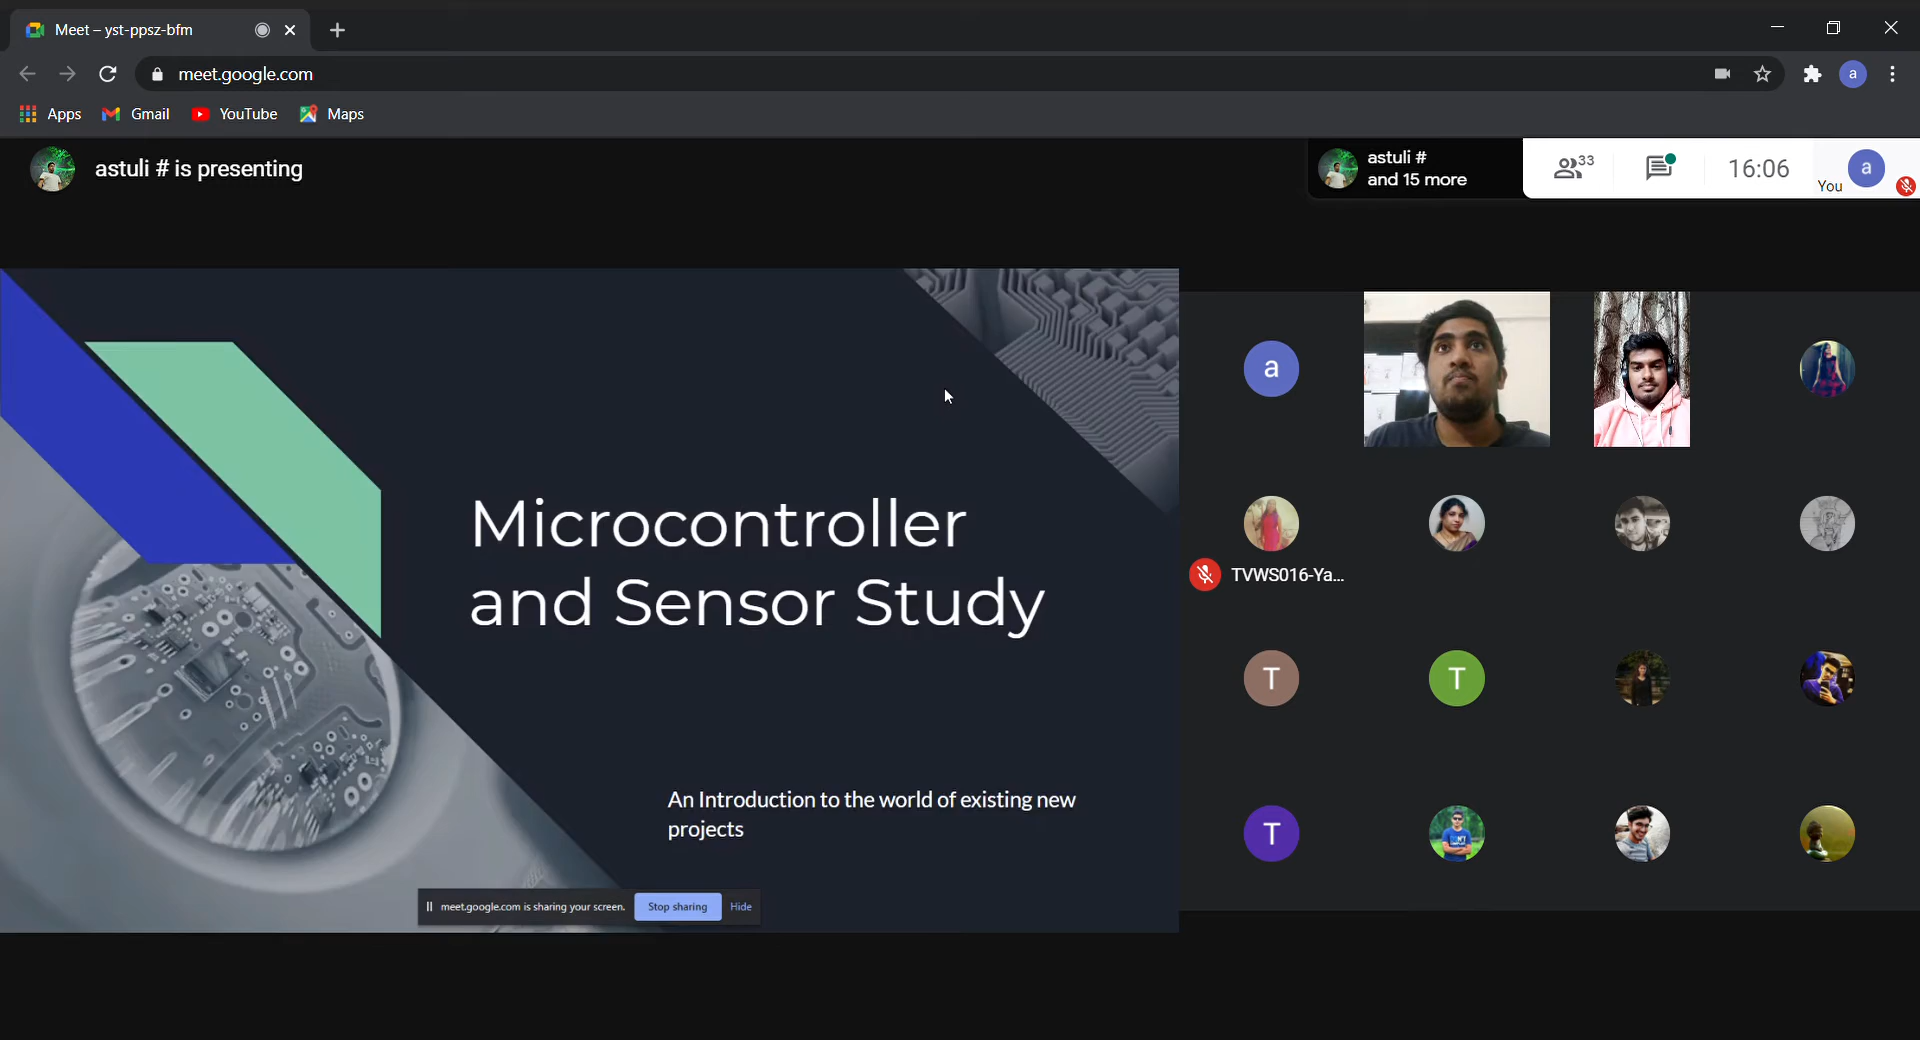 Meet – yst-ppsz-bfm
meet.google.com
a
Apps
Gmail
YouTube
Maps
astuli # is presenting
astuli #
and 15 more
33
16:06
You
a
Microcontroller
and Sensor Study
An Introduction to the world of existing new
projects
meet.google.com is sharing your screen.
Stop sharing
Hide
a
TVWS016-Ya...
T
T
T